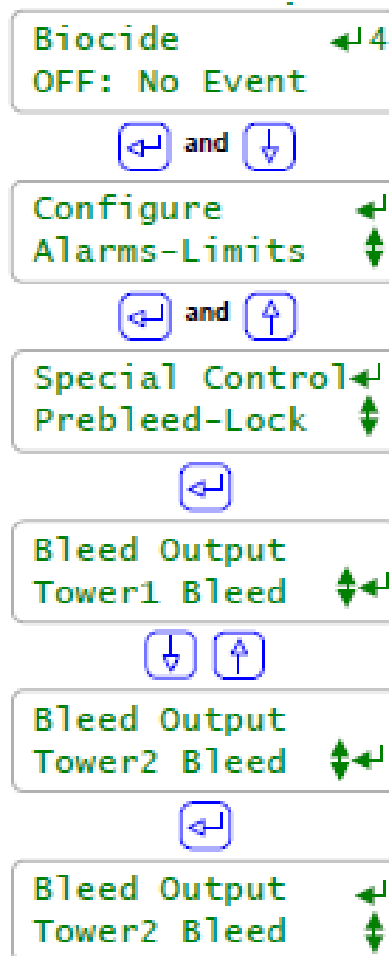 Biocide 4
OFF: No Event
and
Configure
Alarms-Limits
and
Special Control
Prebleed-Lock
Bleed Output
Tower1 Bleed
Bleed Output
Tower2 Bleed
Bleed Output
Tower2 Bleed